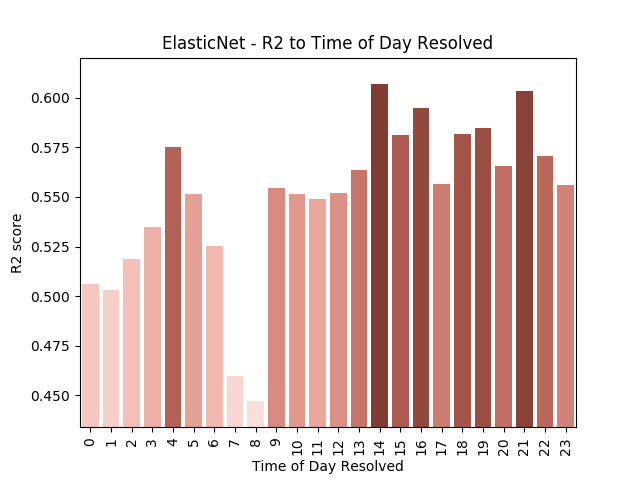 ElasticNet - R2 to Time of Day Resolved
R2 score
0.600
0.575
0.550
0.525
0.500
0.475
0.450
0 1 2 3 4 5 6 7 8 9 10 11 12 13 14 15 16 17 18 19 20 21 22 23
Time of Day Resolved